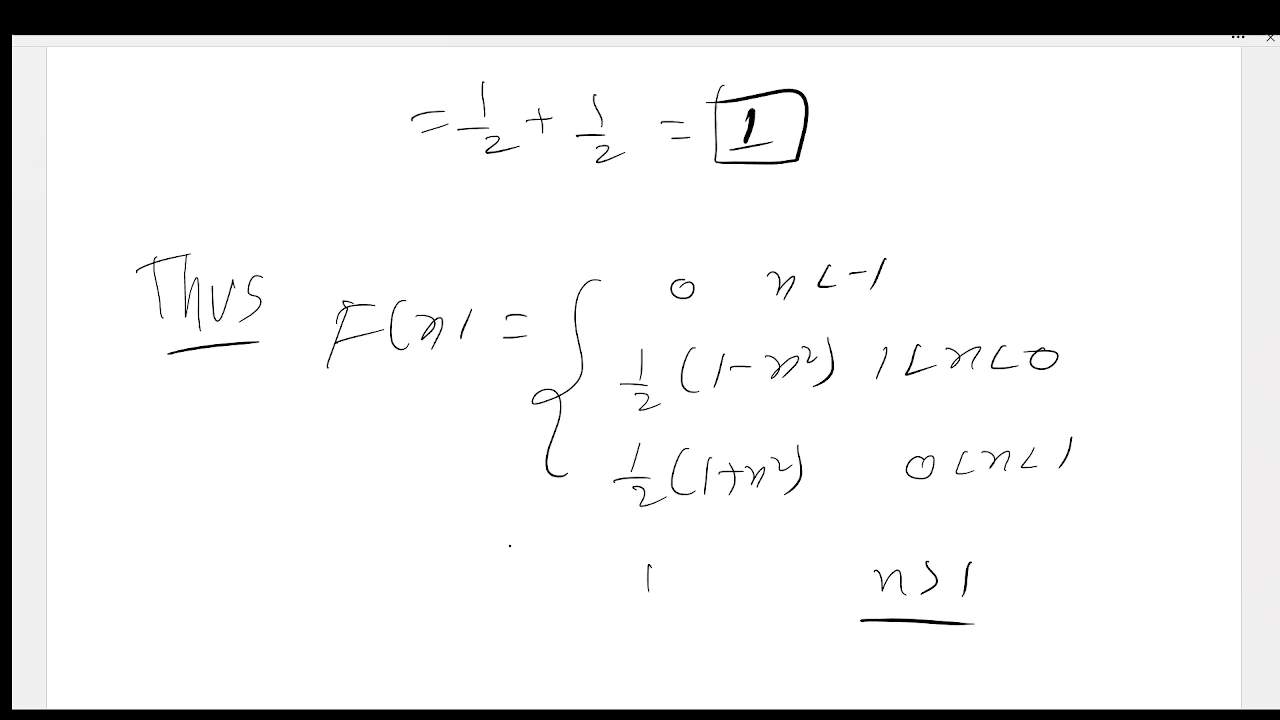 = 1/2 + 1/2 = 1
Thus F(x) = { 0 x < -1
1/2 (1-x²) 1<x<0
1/2 (1+x²) 0<x<1
1 x>1